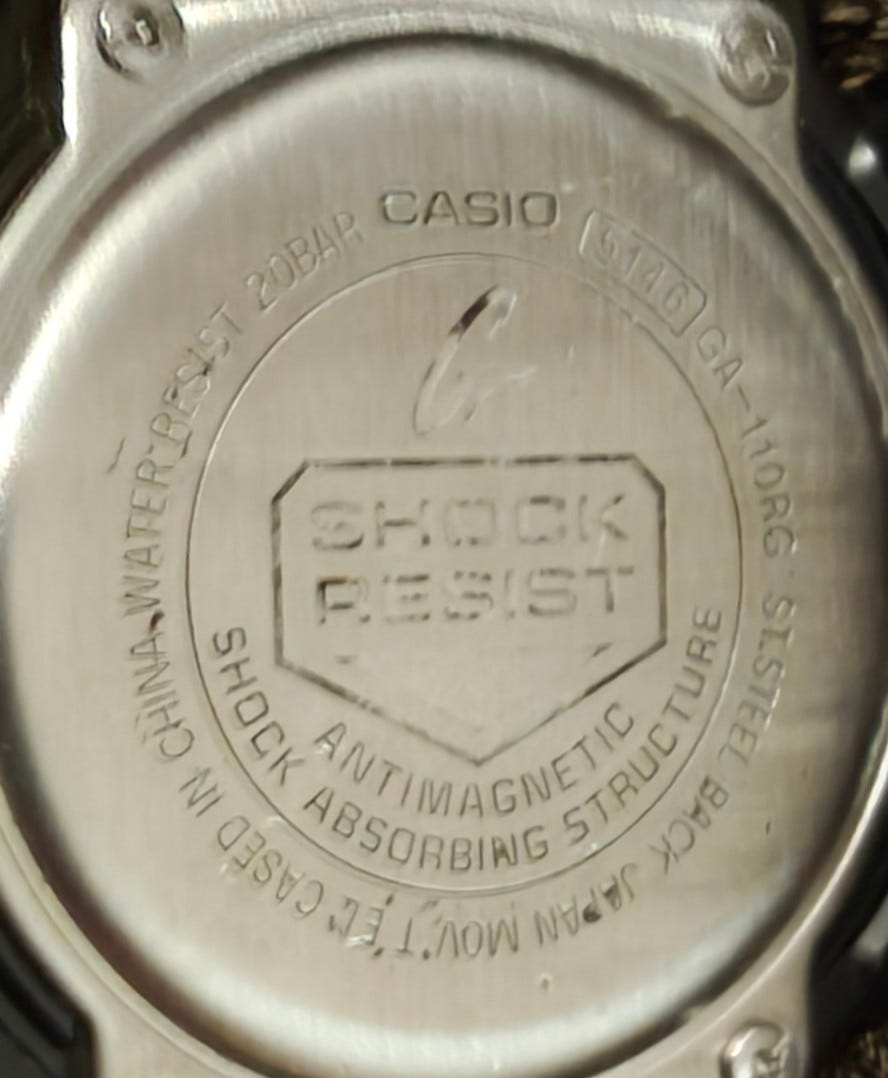 CASIO
5146
GA-110RG ST.STEEL BACK JAPAN MOV'T EL CASED IN CHINA WATER RESIST 20BAR
G
SHOCK
RESIST
ANTIMAGNETIC
SHOCK ABSORBING STRUCTURE